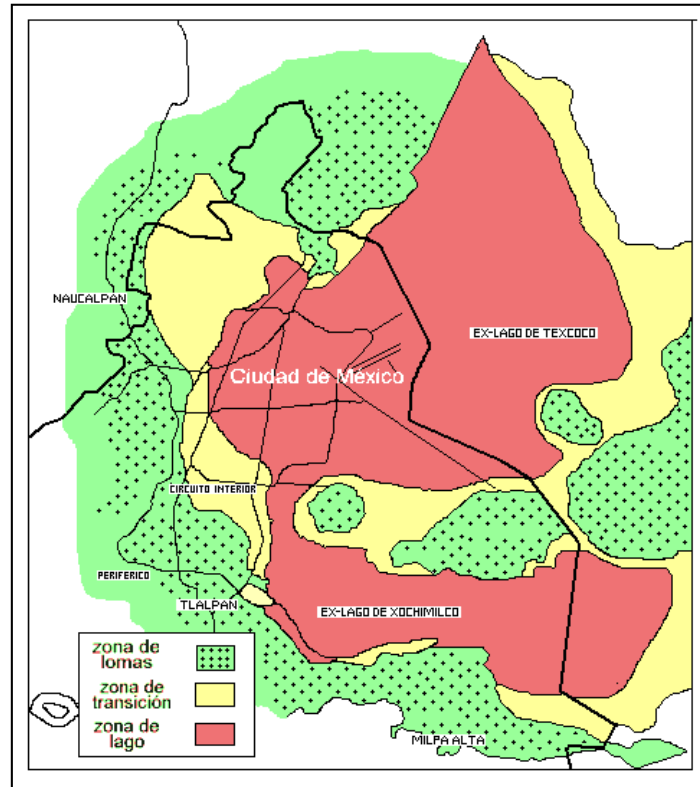 NAUCALPAN
EX-LAGO DE TEXCOCO
Ciudad de México
CIRCUITO INTERIOR
PERIFERICO
TLALPAN
EX-LAGO DE XOCHIMILCO
zona de
lomas
zona de
transición
zona de
lago
MILPA ALTA